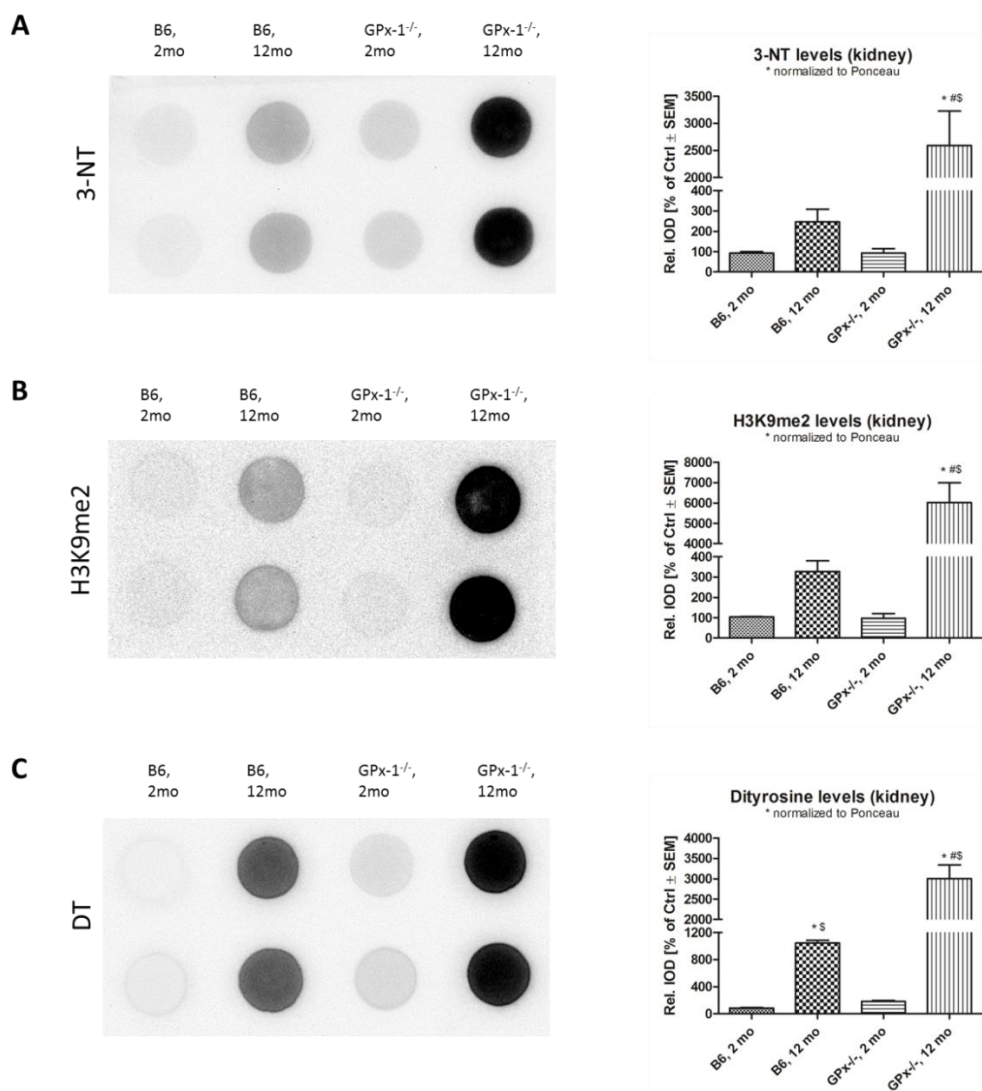 A
B6,
2mo
B6,
12mo
GPx-1-/-,
2mo
GPx-1-/-,
12mo
3-NT
3-NT levels (kidney)
* normalized to Ponceau
Rel. IOD [% of Ctrl ± SEM]
3500
3000
2500
2000
400
300
200
100
0
* #$
B6, 2 mo
B6, 12 mo
GPx-/-, 2 mo
GPx-/-, 12 mo
B
B6,
2mo
B6,
12mo
GPx-1-/-,
2mo
GPx-1-/-,
12mo
H3K9me2
H3K9me2 levels (kidney)
* normalized to Ponceau
Rel. IOD [% of Ctrl ± SEM]
8000
7000
6000
5000
4000
400
300
200
100
0
* #$
B6, 2 mo
B6, 12 mo
GPx-/-, 2 mo
GPx-/-, 12 mo
C
B6,
2mo
B6,
12mo
GPx-1-/-,
2mo
GPx-1-/-,
12mo
DT
Dityrosine levels (kidney)
* normalized to Ponceau
Rel. IOD [% of Ctrl ± SEM]
4000
3500
3000
2500
2000
1200
800
400
0
* $
* #$
B6, 2 mo
B6, 12 mo
GPx-/-, 2 mo
GPx-/-, 12 mo